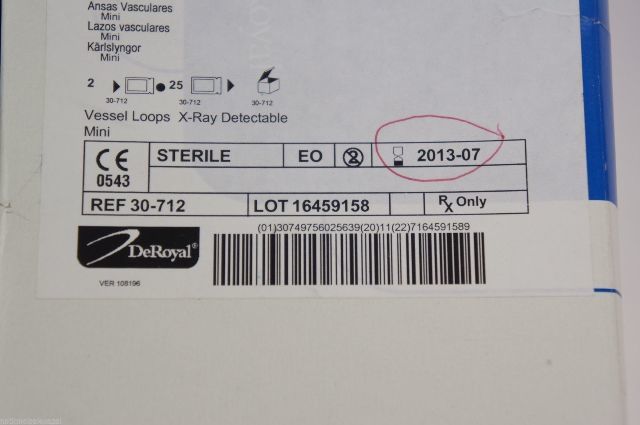 Ansas Vasculares
Mini
Lazos vasculares
Mini
Kärlslyngor
Mini
2 25
30-712 30-712 30-712
Vessel Loops X-Ray Detectable
Mini
CE 0543 STERILE EO 2 2013-07
REF 30-712 LOT 16459158 Rx Only
(01)30749756025639(20)11(22)7164591589
DeRoyal®
VER 108196